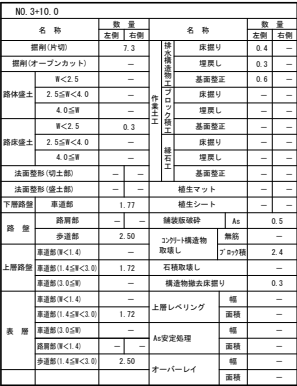 NO.3+10.0
名 称 数 量 名 称 数 量
左側 右側 左側 右側
掘削(片切) 7.3 排水構造物工 床掘り 0.4 －
掘削(オープンカット) － 埋戻し 0.3 －
路体盛土 W<2.5 － 基面整正 0.6 －
2.5≦W<4.0 － 作業土工 ブロック積工 床掘り － －
4.0≦W － 埋戻し － －
路床盛土 W<2.5 0.3 基面整正 － －
2.5≦W<4.0 － 縁石工 床掘り － －
4.0≦W － 埋戻し － －
法面整形(切土部) － － 基面整正 － －
法面整形(盛土部) － － 植生マット －
下層路盤 車道部 1.77 植生シート －
路 盤 路肩部 － － 舗装版破砕 As 0.5
歩道部 2.50 コンクリート構造物取壊し 無筋 －
上層路盤 車道部(W<1.4) － ブロック積 2.4
車道部(1.4≦W<3.0) 1.72 石積取壊し －
車道部(3.0≦W) － 構造物撤去床掘り 0.3
表 層 車道部(W<1.4) － 上層レベリング 幅 －
車道部(1.4≦W<3.0) 1.72 面積 －
車道部(3.0≦W) － As安定処理 幅 －
路肩部(W<1.4) － － 面積 －
歩道部(1.4≦W<3.0) 2.50 オーバーレイ 幅 －
面積 －